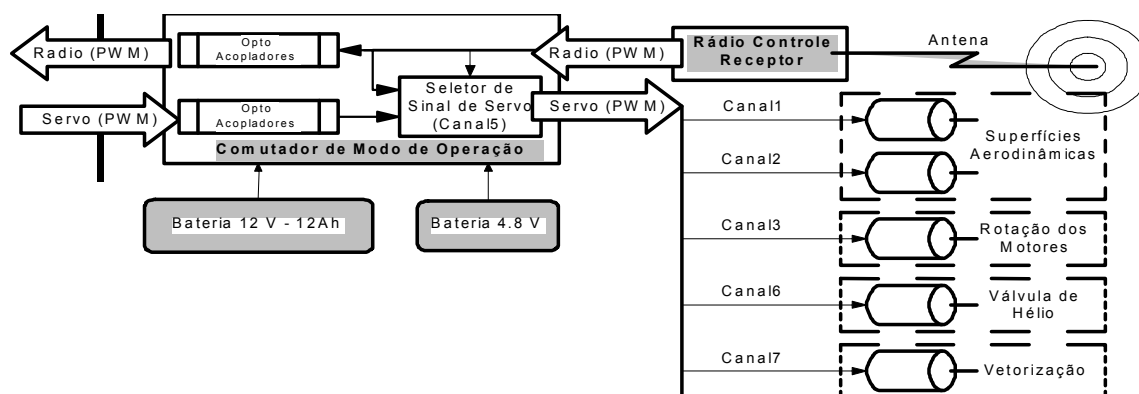 Radio (PWM)
Opto
Acopladores
Radio (PWM)
Rádio Controle
Receptor
Antena
Servo (PWM)
Opto
Acopladores
Seletor de
Sinal de Servo
(Canal5)
Servo (PWM)
Comutador de Modo de Operação
Bateria 12 V - 12Ah
Bateria 4.8 V
Canal1
Canal2
Superfícies
Aerodinâmicas
Canal3
Rotação dos
Motores
Canal6
Válvula de
Hélio
Canal7
Vetorização